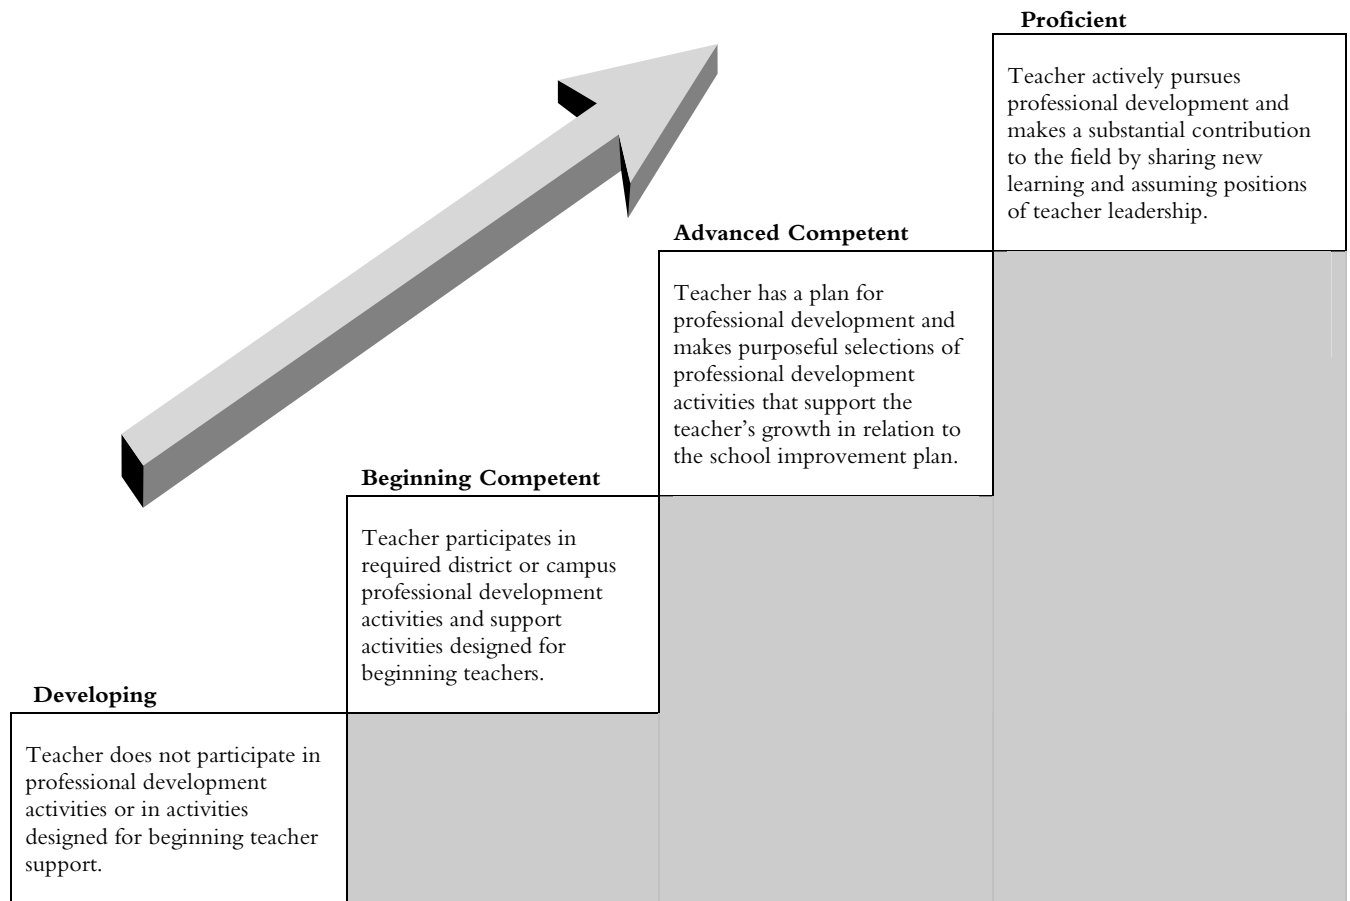 Proficient
Teacher actively pursues
professional development and
makes a substantial contribution
to the field by sharing new
learning and assuming positions
of teacher leadership.
Advanced Competent
Teacher has a plan for
professional development and
makes purposeful selections of
professional development
activities that support the
teacher’s growth in relation to
the school improvement plan.
Beginning Competent
Teacher participates in
required district or campus
professional development
activities and support
activities designed for
beginning teachers.
Developing
Teacher does not participate in
professional development
activities or in activities
designed for beginning teacher
support.